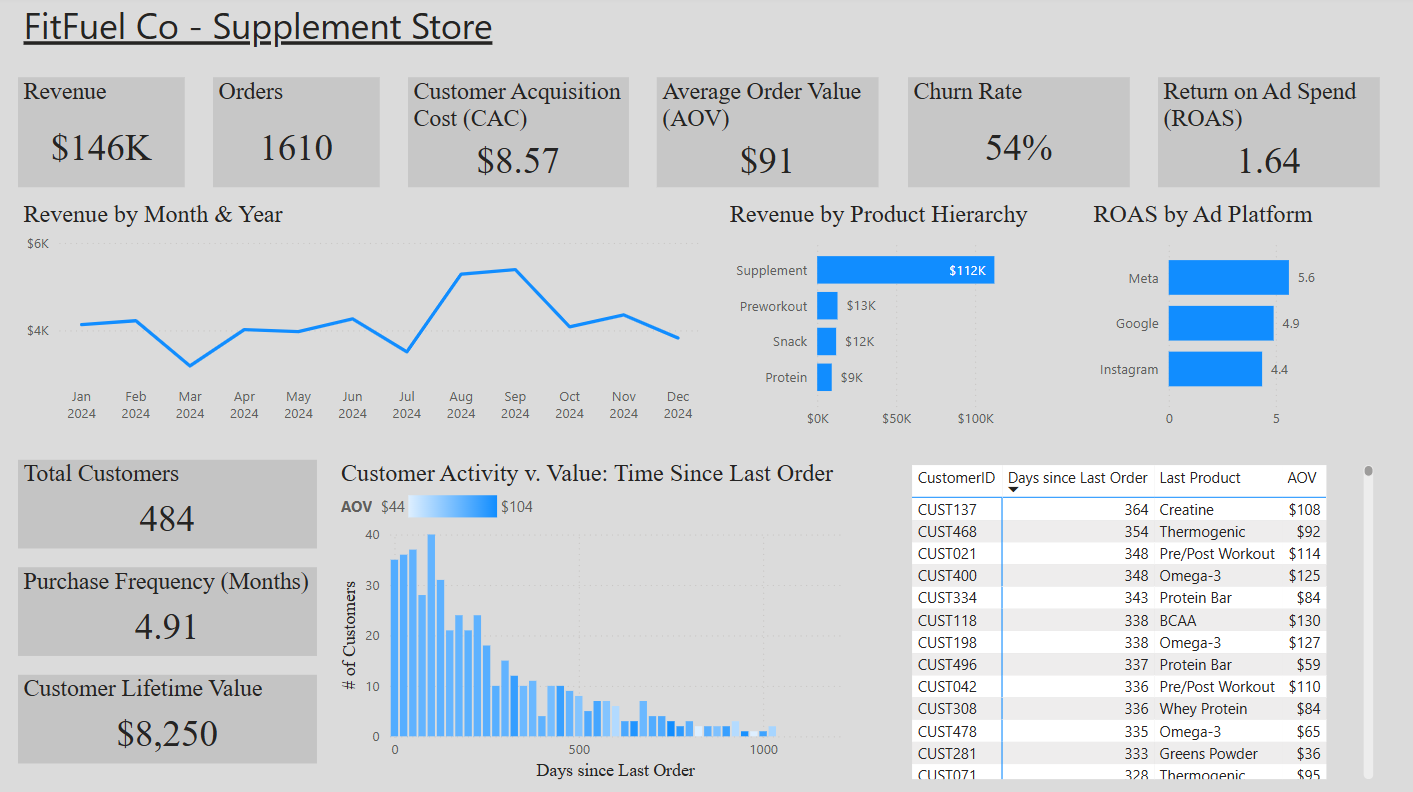 FitFuel Co - Supplement Store
Revenue
$146K
Orders
1610
Customer Acquisition
Cost (CAC)
$8.57
Average Order Value
(AOV)
$91
Churn Rate
54%
Return on Ad Spend
(ROAS)
1.64
Revenue by Month & Year
$6K
$4K
Jan
2024
Feb
2024
Mar
2024
Apr
2024
May
2024
Jun
2024
Jul
2024
Aug
2024
Sep
2024
Oct
2024
Nov
2024
Dec
2024
Revenue by Product Hierarchy
Supplement $112K
Preworkout $13K
Snack $12K
Protein $9K
$0K $50K $100K
ROAS by Ad Platform
Meta 5.6
Google 4.9
Instagram 4.4
0 5
Total Customers
484
Purchase Frequency (Months)
4.91
Customer Lifetime Value
$8,250
Customer Activity v. Value: Time Since Last Order
AOV $44 $104
# of Customers
40
30
20
10
0
0 500 1000
Days since Last Order
CustomerID Days since Last Order Last Product AOV
CUST137 364 Creatine $108
CUST468 354 Thermogenic $92
CUST021 348 Pre/Post Workout $114
CUST400 348 Omega-3 $125
CUST334 343 Protein Bar $84
CUST118 338 BCAA $130
CUST198 338 Omega-3 $127
CUST496 337 Protein Bar $59
CUST042 336 Pre/Post Workout $110
CUST308 336 Whey Protein $84
CUST478 335 Omega-3 $65
CUST281 333 Greens Powder $36
CUST071 328 Thermogenic $95